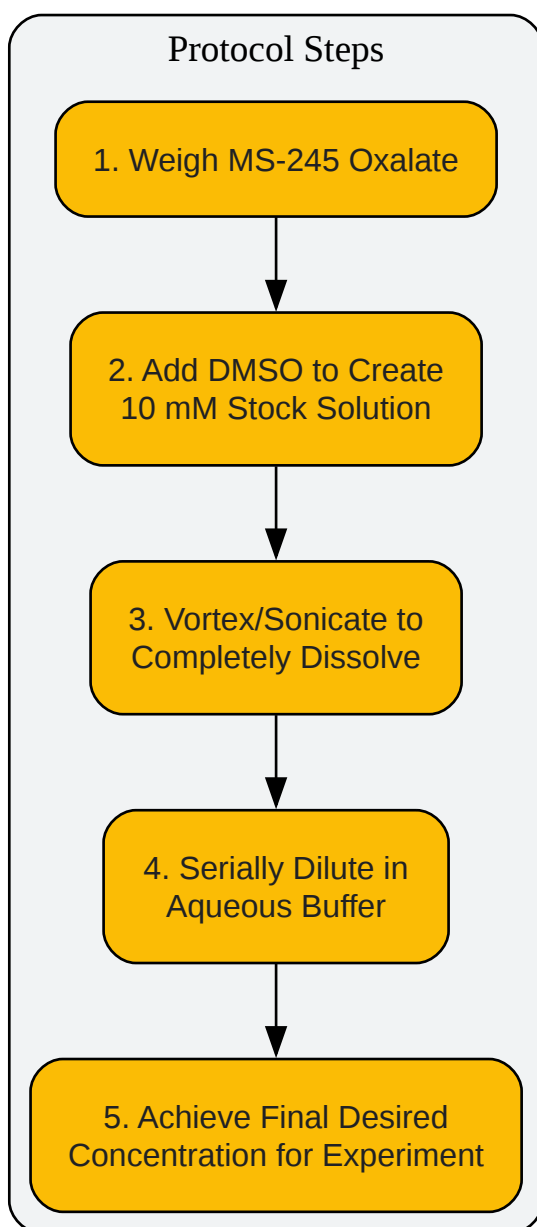 Protocol Steps
1. Weigh MS-245 Oxalate
2. Add DMSO to Create
10 mM Stock Solution
3. Vortex/Sonicate to
Completely Dissolve
4. Serially Dilute in
Aqueous Buffer
5. Achieve Final Desired
Concentration for Experiment